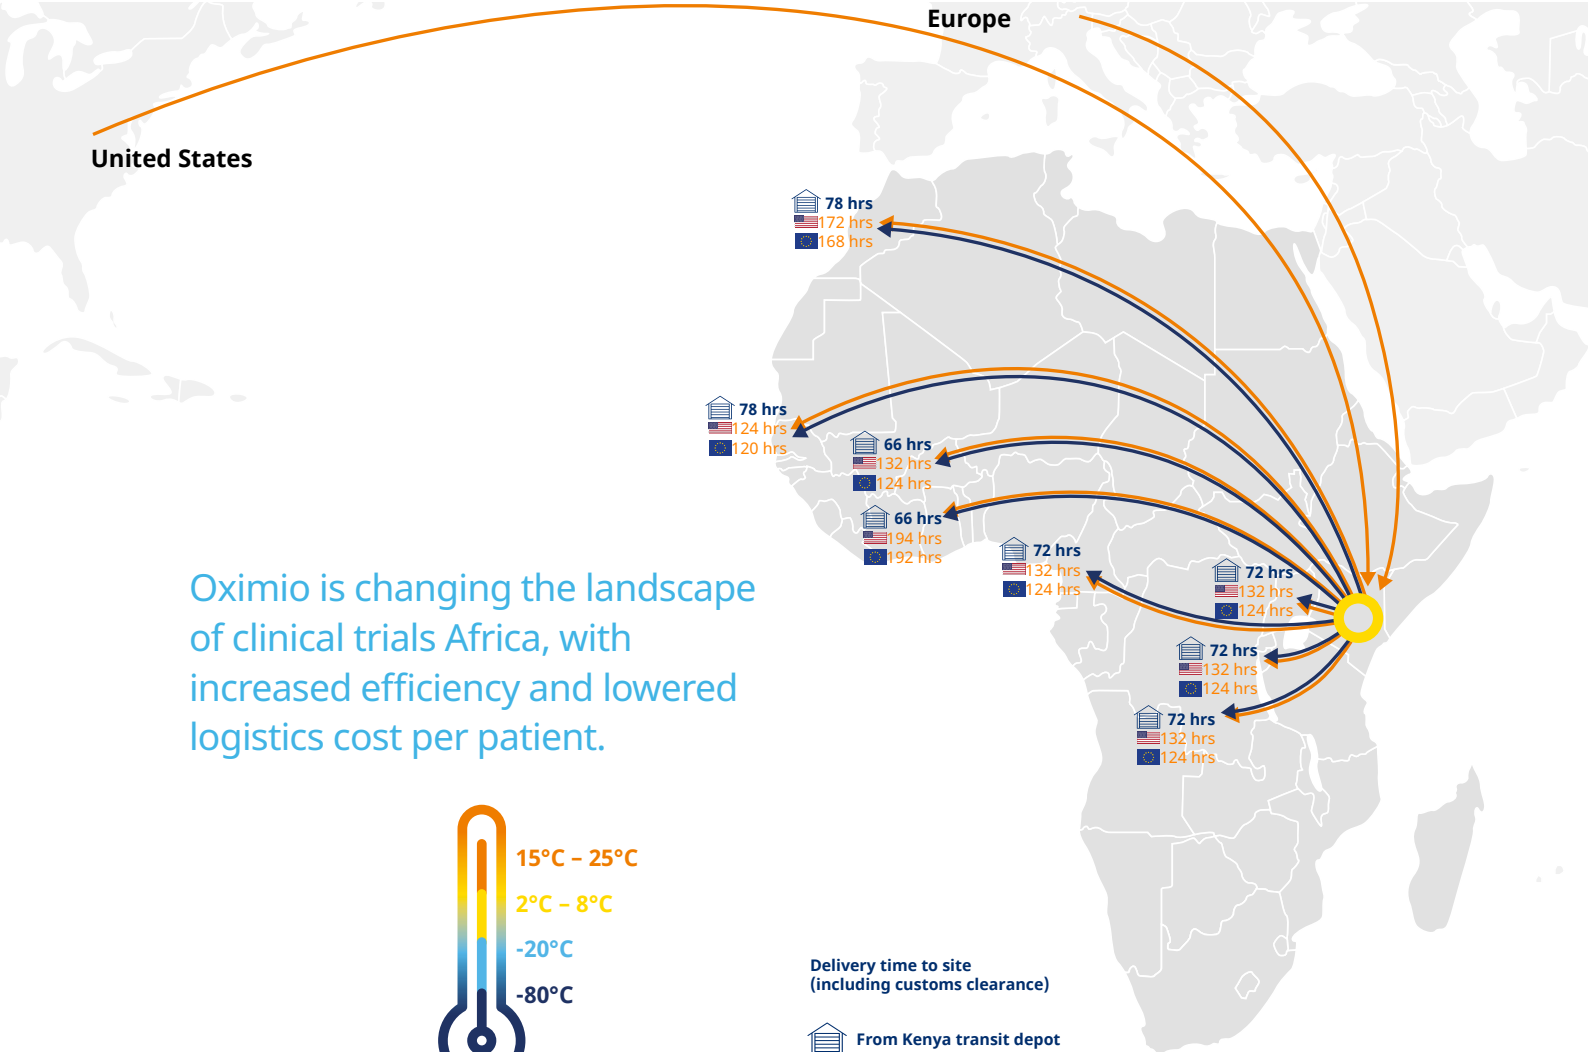 Europe
United States
78 hrs
172 hrs
168 hrs
78 hrs
124 hrs
120 hrs
66 hrs
132 hrs
124 hrs
66 hrs
194 hrs
192 hrs
72 hrs
132 hrs
124 hrs
72 hrs
132 hrs
124 hrs
72 hrs
132 hrs
124 hrs
72 hrs
132 hrs
124 hrs
Oximio is changing the landscape
of clinical trials Africa, with
increased efficiency and lowered
logistics cost per patient.
15°C – 25°C
2°C – 8°C
-20°C
-80°C
Delivery time to site
(including customs clearance)
From Kenya transit depot